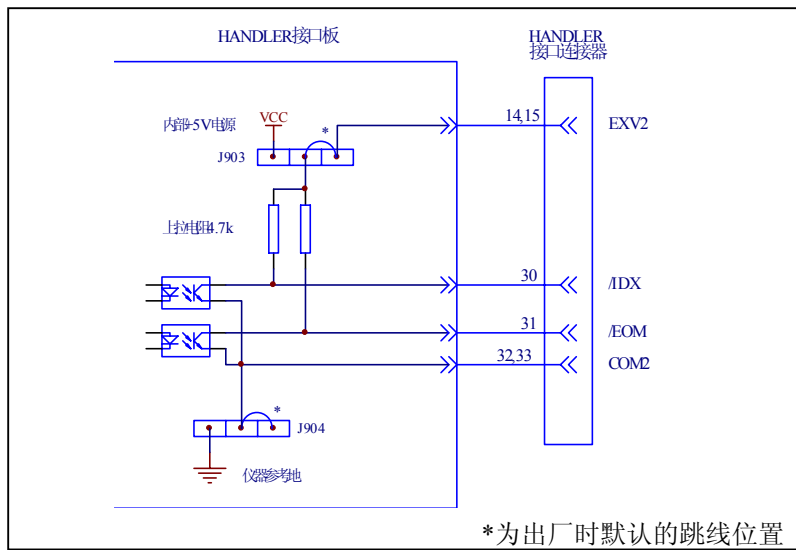 HANDLER接口板
HANDLER
接口连接器
内部+5V电源
VCC
*
14,15
EXV2
J903
上拉电阻4.7k
30
/IDX
31
/EOM
32,33
COM2
*
J904
仪器参考地
*为出厂时默认的跳线位置